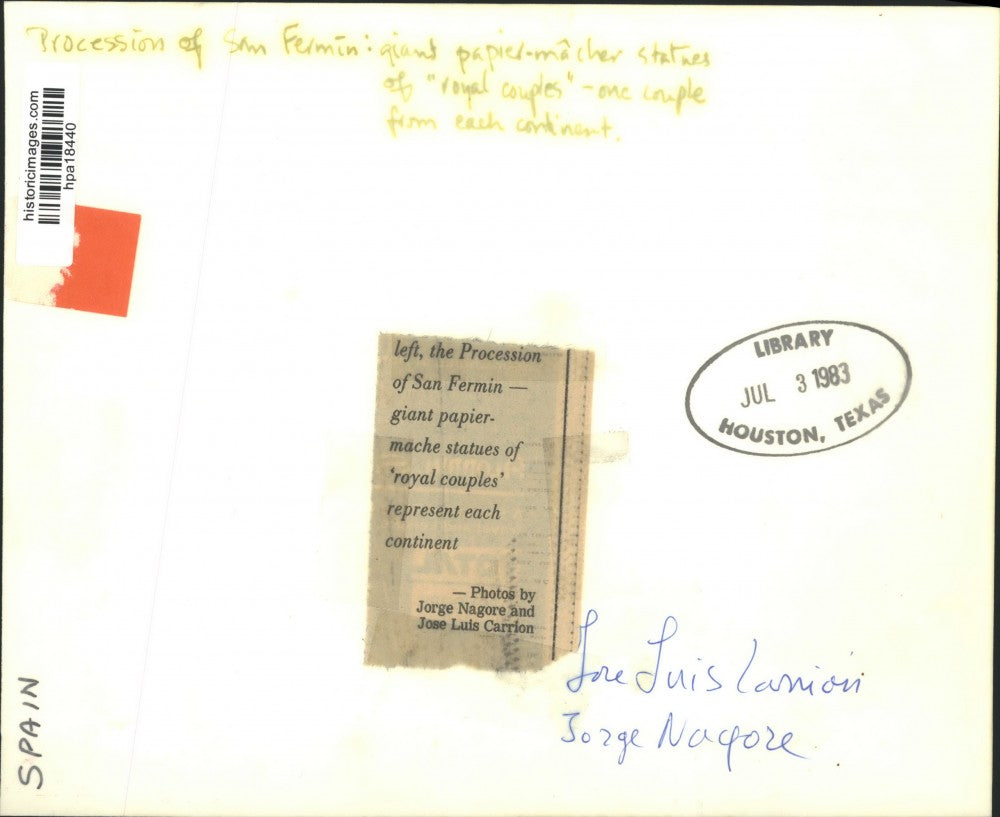 Procession of San Fermín: giant papier-mâcher statues
of "royal couples" - one couple
from each continent.
historicimages.com
hpa18440
left, the Procession
of San Fermin —
giant papier-
mache statues of
'royal couples'
represent each
continent
— Photos by
Jorge Nagore and
Jose Luis Carrion
LIBRARY
JUL 3 1983
HOUSTON, TEXAS
Jose Luis Carrión
Jorge Nagore
SPAIN